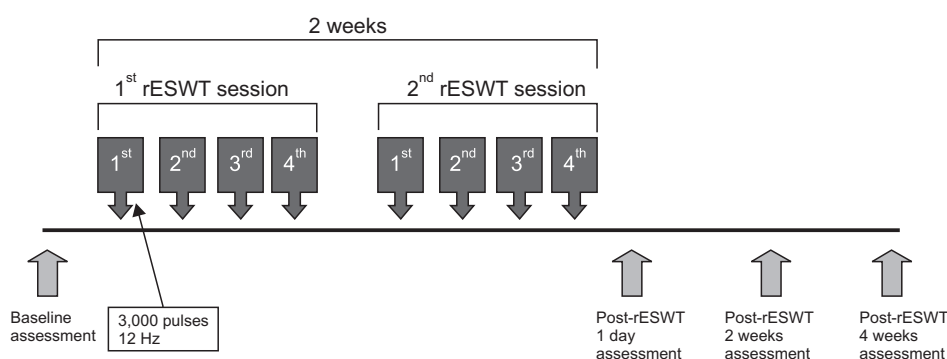 2 weeks
1st rESWT session
2nd rESWT session
1st
2nd
3rd
4th
1st
2nd
3rd
4th
Baseline
assessment
3,000 pulses
12 Hz
Post-rESWT
1 day
assessment
Post-rESWT
2 weeks
assessment
Post-rESWT
4 weeks
assessment